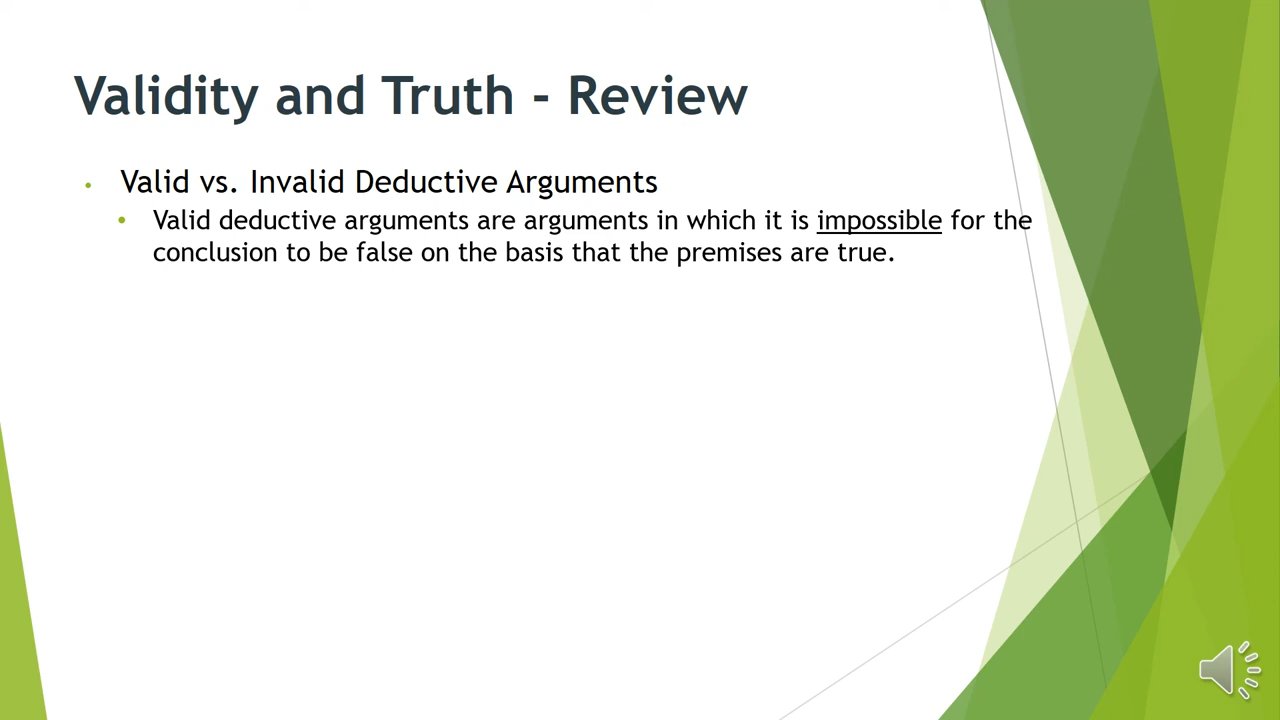 Validity and Truth - Review
• Valid vs. Invalid Deductive Arguments
• Valid deductive arguments are arguments in which it is impossible for the
conclusion to be false on the basis that the premises are true.